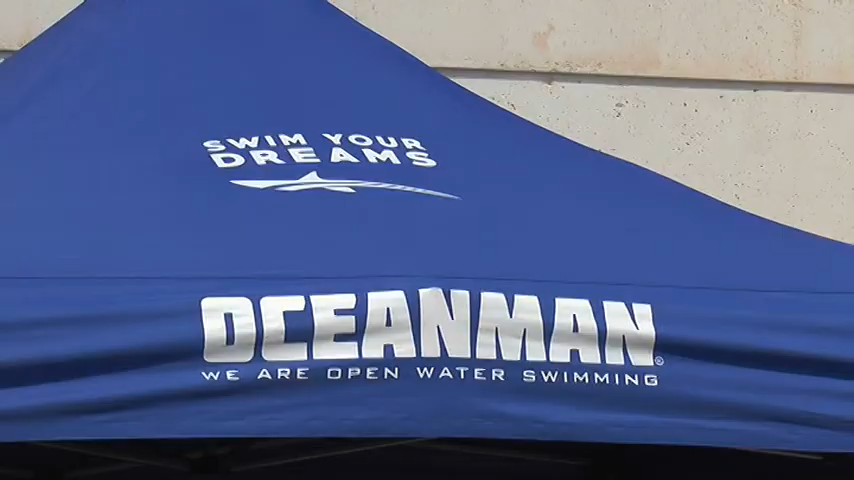 SWIM YOUR
DREAMS
OCEANMAN®
WE ARE OPEN WATER SWIMMING